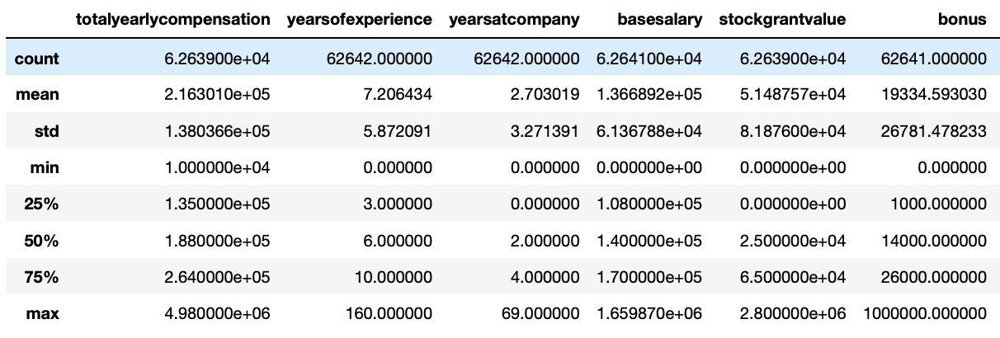 totalyearlycompensation yearsofexperience yearsatcompany basesalary stockgrantvalue bonus
count 6.263900e+04 62642.000000 62642.000000 6.264100e+04 6.263900e+04 62641.000000
mean 2.163010e+05 7.206434 2.703019 1.366892e+05 5.148757e+04 19334.593030
std 1.380366e+05 5.872091 3.271391 6.136788e+04 8.187600e+04 26781.478233
min 1.000000e+04 0.000000 0.000000 0.000000e+00 0.000000e+00 0.000000
25% 1.350000e+05 3.000000 0.000000 1.080000e+05 0.000000e+00 1000.000000
50% 1.880000e+05 6.000000 2.000000 1.400000e+05 2.500000e+04 14000.000000
75% 2.640000e+05 10.000000 4.000000 1.700000e+05 6.500000e+04 26000.000000
max 4.980000e+06 160.000000 69.000000 1.659870e+06 2.800000e+06 1000000.000000